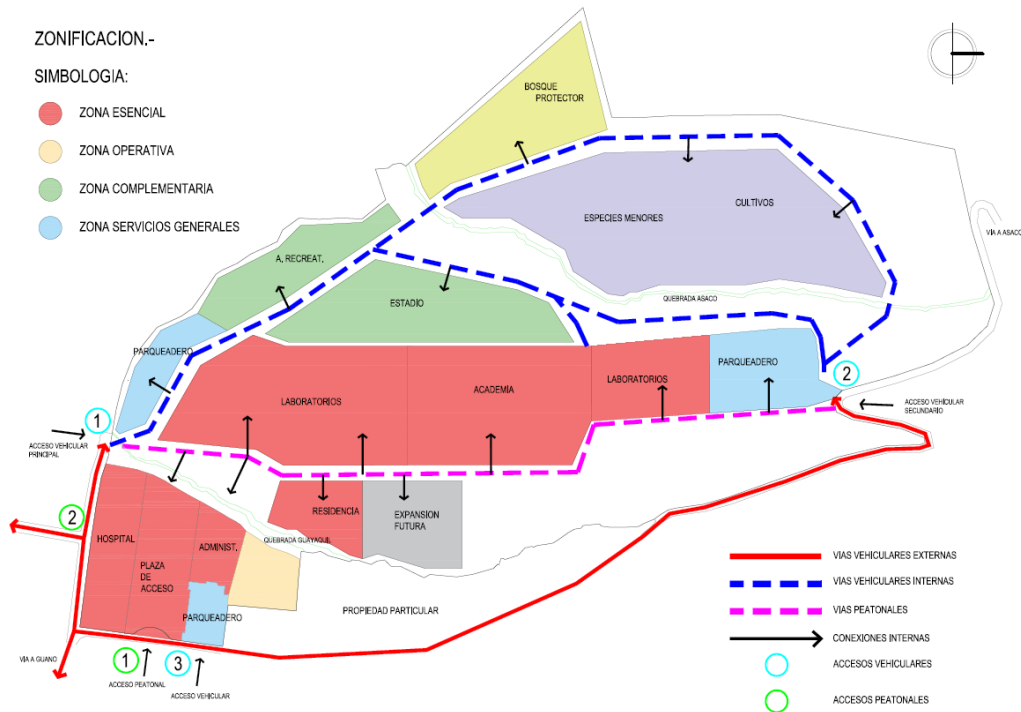 ZONIFICACION.-
SIMBOLOGIA:
ZONA ESENCIAL
ZONA OPERATIVA
ZONA COMPLEMENTARIA
ZONA SERVICIOS GENERALES
BOSQUE
PROTECTOR
ESPECIES MENORES
CULTIVOS
VÍA A ASACO
A. RECREAT.
ESTADIO
QUEBRADA ASACO
PARQUEADERO
LABORATORIOS
ACADEMÍA
LABORATORIOS
PARQUEADERO
2
ACCESO VEHICULAR
SECUNDARIO
1
ACCESO VEHICULAR
PRINCIPAL
2
HOSPITAL
PLAZA
DE
ACCESO
ADMINIST.
QUEBRADA GUAYAQUIL
RESIDENCIA
EXPANSION
FUTURA
PARQUEADERO
PROPIEDAD PARTICULAR
VÍA A GUANO
1
ACCESO PEATONAL
3
ACCESO VEHICULAR
VIAS VEHICULARES EXTERNAS
VIAS VEHICULARES INTERNAS
VIAS PEATONALES
CONEXIONES INTERNAS
ACCESOS VEHICULARES
ACCESOS PEATONALES